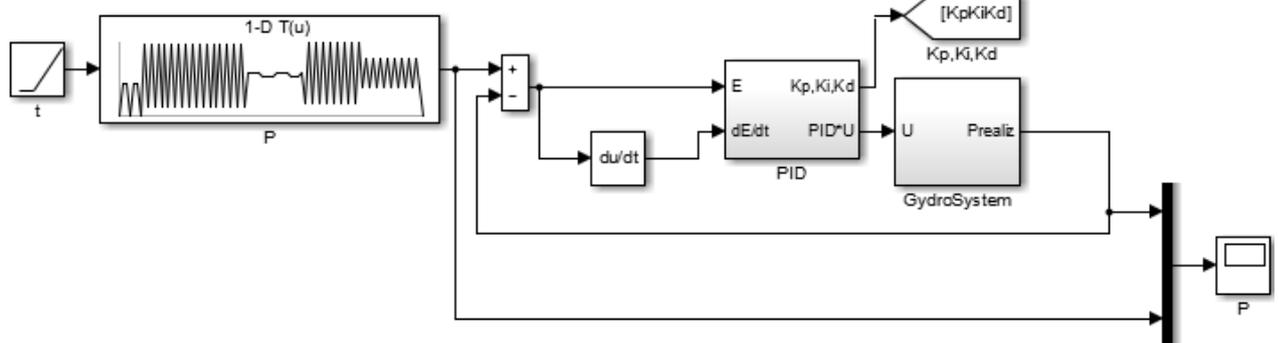 1-D T(u)
t
P
+
−
du/dt
E
Kp,Ki,Kd
dE/dt
PID*U
PID
[KpKiKd]
Kp,Ki,Kd
U
Prealiz
GydroSystem
P